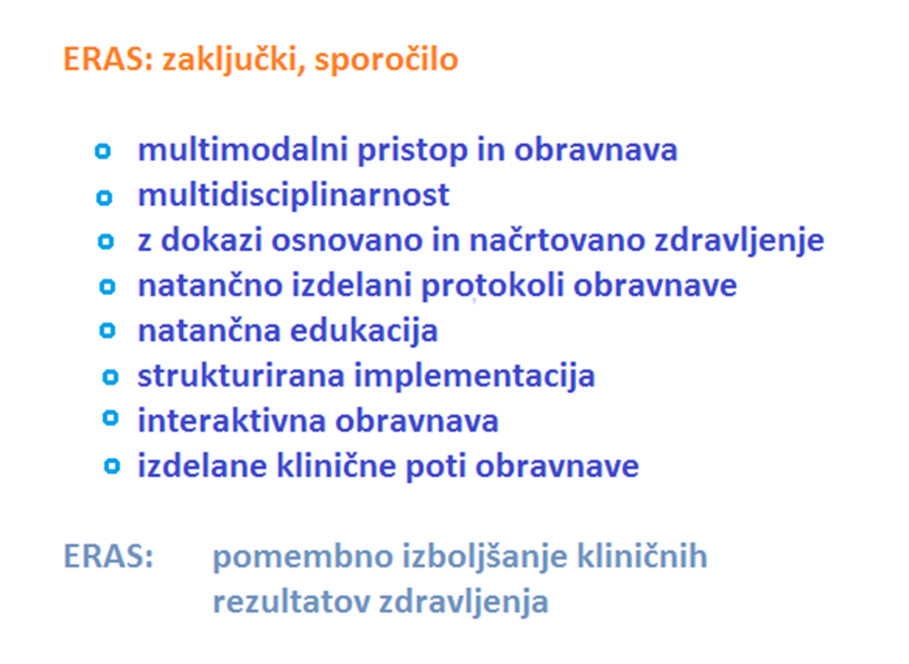 ERAS: zaključki, sporočilo
multimodalni pristop in obravnava
multidisciplinarnost
z dokazi osnovano in načrtovano zdravljenje
natančno izdelani protokoli obravnave
natančna edukacija
strukturirana implementacija
interaktivna obravnava
izdelane klinične poti obravnave
ERAS: pomembno izboljšanje kliničnih
rezultatov zdravljenja